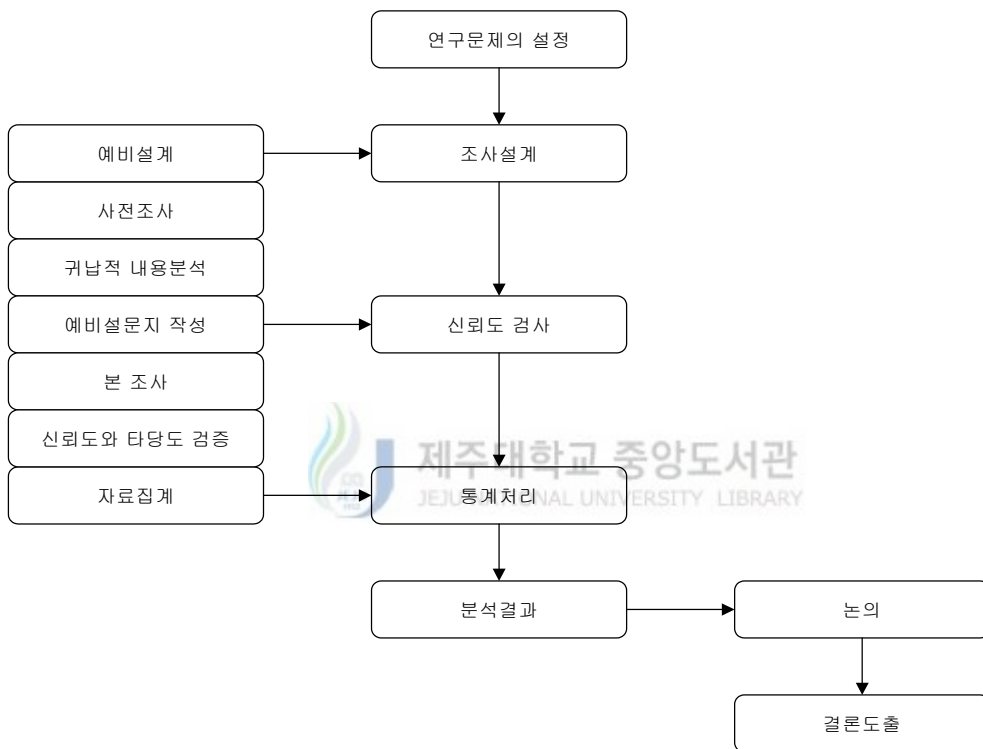 연구문제의 설정
예비설계
조사설계
사전조사
귀납적 내용분석
예비설문지 작성
신뢰도 검사
본 조사
신뢰도와 타당도 검증
제주대학교 중앙도서관
JEJU NATIONAL UNIVERSITY LIBRARY
자료집계
통계처리
분석결과
논의
결론도출